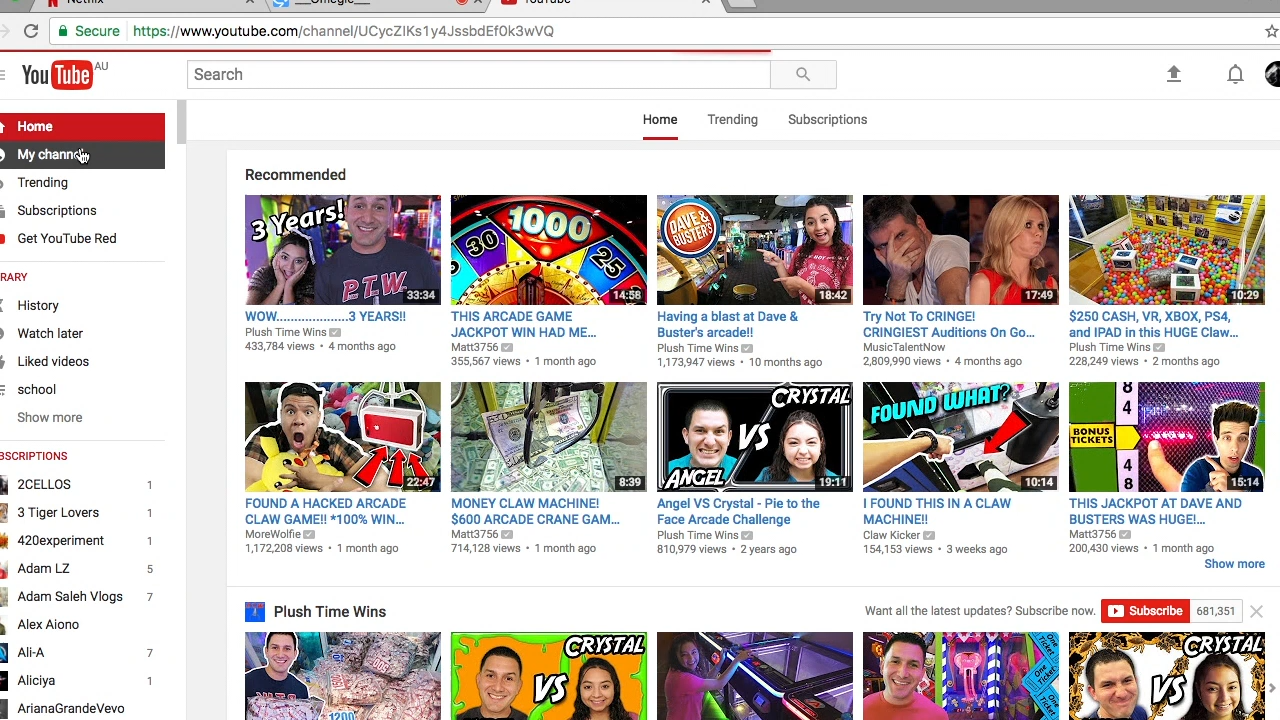 Netflix
___Omegle___
YouTube
Secure
https://www.youtube.com/channel/UCycZIKs1y4JssbdEf0k3wVQ
YouTube AU
Search
Home
My channel
Trending
Subscriptions
Get YouTube Red
RARY
History
Watch later
Liked videos
school
Show more
BSCRIPTIONS
2CELLOS 1
3 Tiger Lovers 1
420experiment 1
Adam LZ 5
Adam Saleh Vlogs 7
Alex Aiono
Ali-A 7
Aliciya 1
ArianaGrandeVevo
Home Trending Subscriptions
Recommended
3 Years!
P.T.W.
33:34
WOW....................3 YEARS!!
Plush Time Wins
433,784 views • 4 months ago
1000
30
25
14:58
THIS ARCADE GAME
JACKPOT WIN HAD ME...
Matt3756
355,567 views • 1 month ago
DAVE &
BUSTER'S
18:42
Having a blast at Dave &
Buster's arcade!!
Plush Time Wins
1,173,947 views • 10 months ago
17:49
Try Not To CRINGE!
CRINGIEST Auditions On Go...
MusicTalentNow
2,809,990 views • 4 months ago
10:29
$250 CASH, VR, XBOX, PS4,
and IPAD in this HUGE Claw...
Plush Time Wins
228,249 views • 2 months ago
22:47
FOUND A HACKED ARCADE
CLAW GAME!! *100% WIN...
MoreWolfie
1,172,208 views • 1 month ago
8:39
MONEY CLAW MACHINE!
$600 ARCADE CRANE GAM...
Matt3756
714,128 views • 1 month ago
CRYSTAL
VS
ANGEL
19:11
Angel VS Crystal - Pie to the
Face Arcade Challenge
Plush Time Wins
810,979 views • 2 years ago
FOUND WHAT?
10:14
I FOUND THIS IN A CLAW
MACHINE!!
Claw Kicker
154,153 views • 3 weeks ago
8
4
BONUS
TICKETS
4
8
15:14
THIS JACKPOT AT DAVE AND
BUSTERS WAS HUGE!...
Matt3756
200,430 views • 1 month ago
Show more
Plush Time Wins
Want all the latest updates? Subscribe now. Subscribe 681,351
1200
CRYSTAL
VS
One Ticket
CRYSTAL
VS